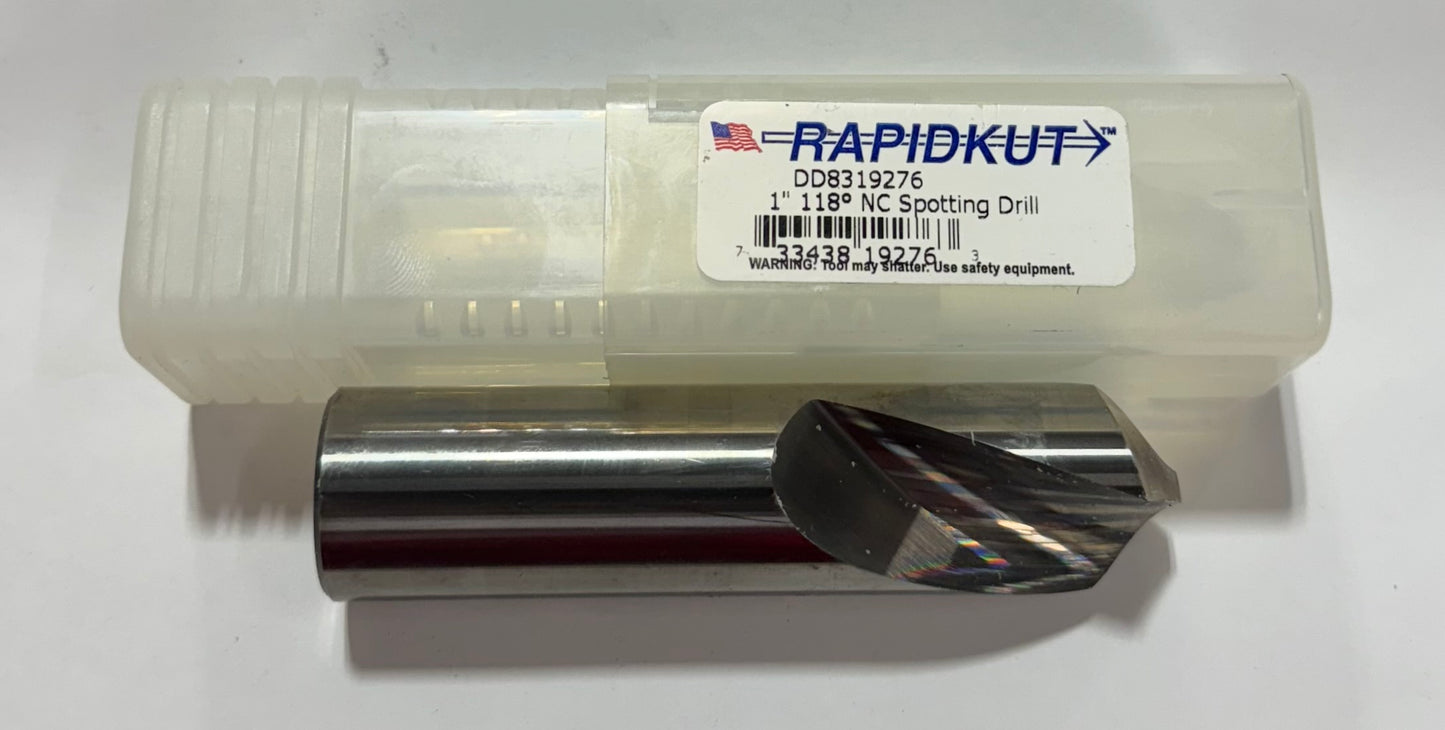 RAPIDKUT™
DD8319276
1" 118° NC Spotting Drill
7 33438 19276 3
WARNING: Tool may shatter. Use safety equipment.